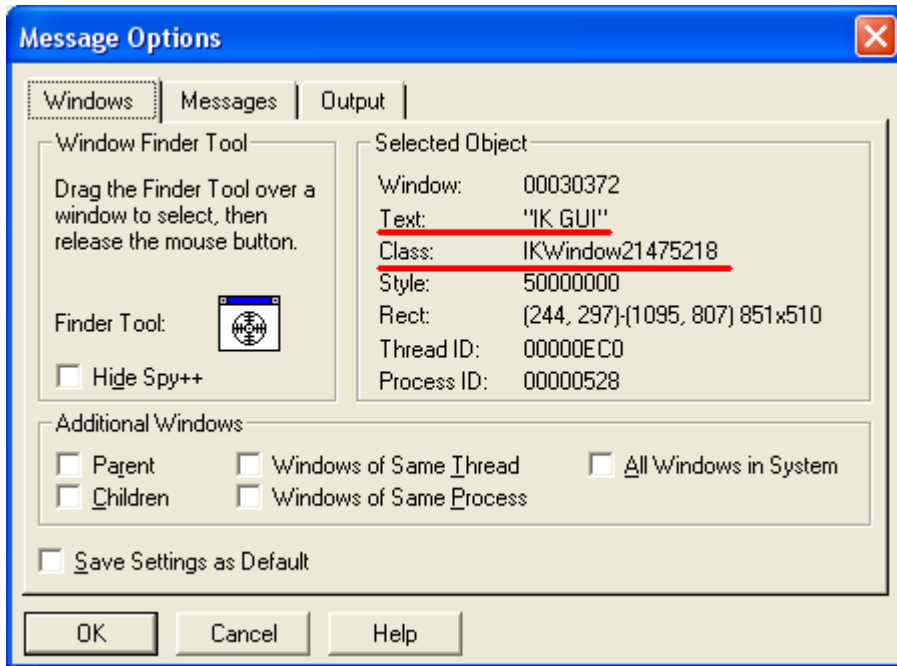 Message Options
Windows Messages Output
Window Finder Tool
Drag the Finder Tool over a
window to select, then
release the mouse button.
Finder Tool:
Hide Spy++
Selected Object
Window: 00030372
Text: "IK GUI"
Class: IKWindow21475218
Style: 50000000
Rect: (244, 297)-(1095, 807) 851x510
Thread ID: 00000EC0
Process ID: 00000528
Additional Windows
Parent Windows of Same Thread All Windows in System
Children Windows of Same Process
Save Settings as Default
OK Cancel Help